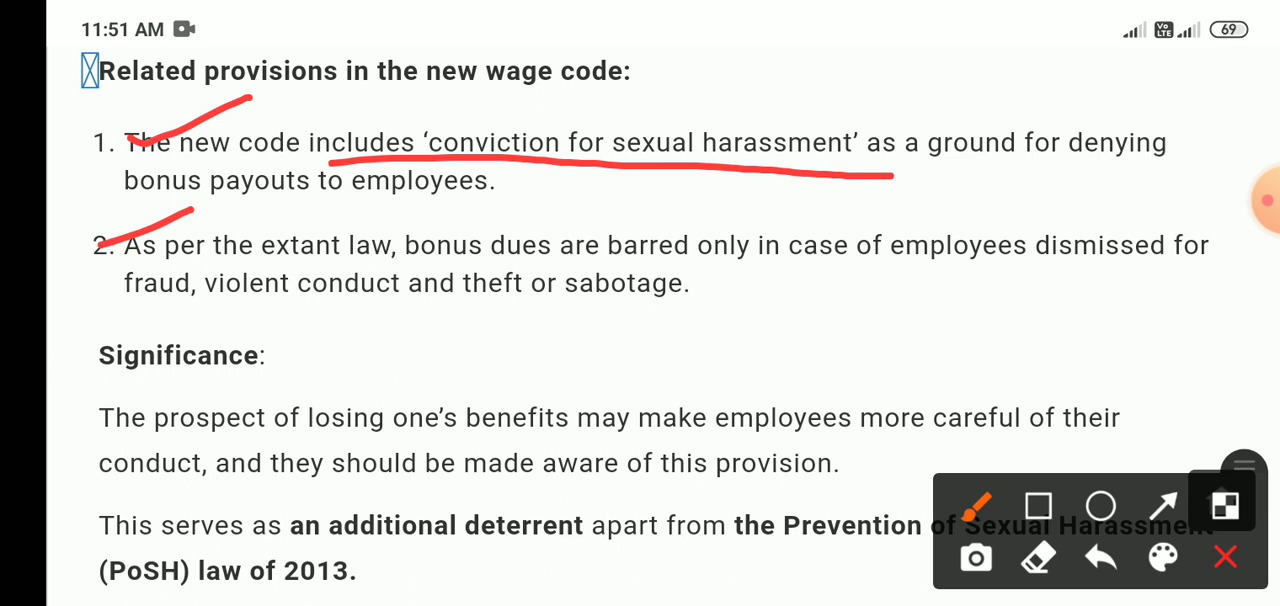 11:51 AM
Vo LTE
69
Related provisions in the new wage code:
1. The new code includes ‘conviction for sexual harassment’ as a ground for denying
bonus payouts to employees.
2. As per the extant law, bonus dues are barred only in case of employees dismissed for
fraud, violent conduct and theft or sabotage.
Significance:
The prospect of losing one’s benefits may make employees more careful of their
conduct, and they should be made aware of this provision.
This serves as an additional deterrent apart from the Prevention of Sexual Harassment
(PoSH) law of 2013.